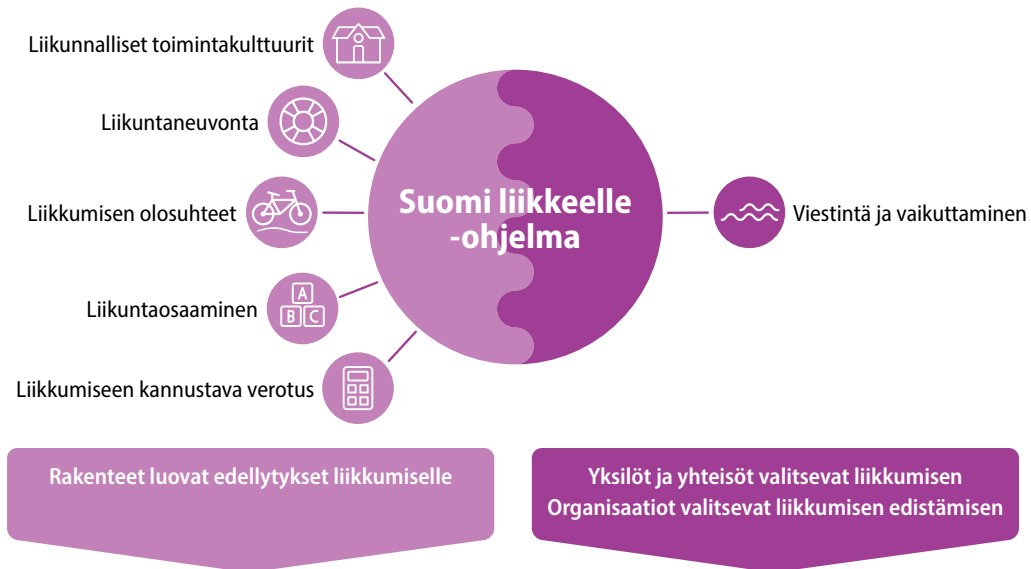 Liikunnalliset toimintakulttuurit
Liikuntaneuvonta
Liikkumisen olosuhteet
Liikuntaosaaminen
A
B C
Liikkumiseen kannustava verotus
Suomi liikkeelle
-ohjelma
Viestintä ja vaikuttaminen
Rakenteet luovat edellytykset liikkumiselle
Yksilöt ja yhteisöt valitsevat liikkumisen
Organisaatiot valitsevat liikkumisen edistämisen